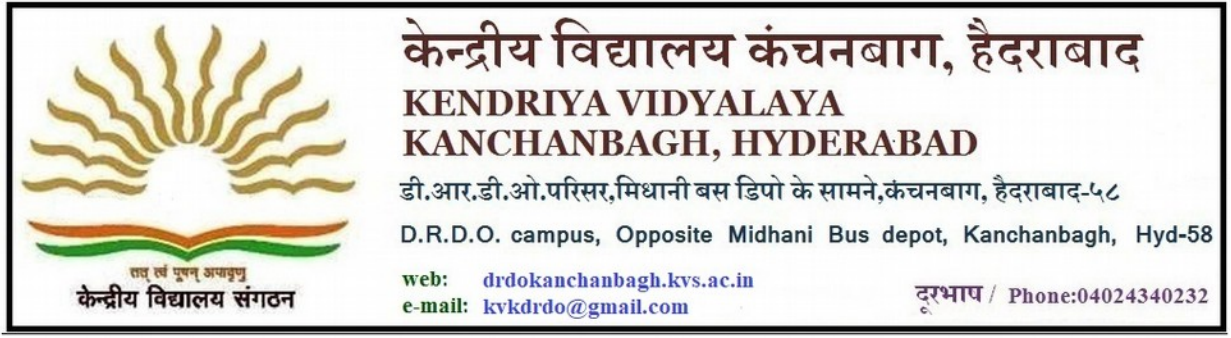 तत् त्वं पूषन् अपावृणु
केन्द्रीय विद्यालय संगठन
केन्द्रीय विद्यालय कंचनबाग, हैदराबाद
KENDRIYA VIDYALAYA
KANCHANBAGH, HYDERABAD
डी.आर.डी.ओ.परिसर,मिधानी बस डिपो के सामने,कंचनबाग, हैदराबाद-५८
D.R.D.O. campus, Opposite Midhani Bus depot, Kanchanbagh, Hyd-58
web: drdokanchanbagh.kvs.ac.in
e-mail: kvkdrdo@gmail.com
दूरभाष / Phone:04024340232